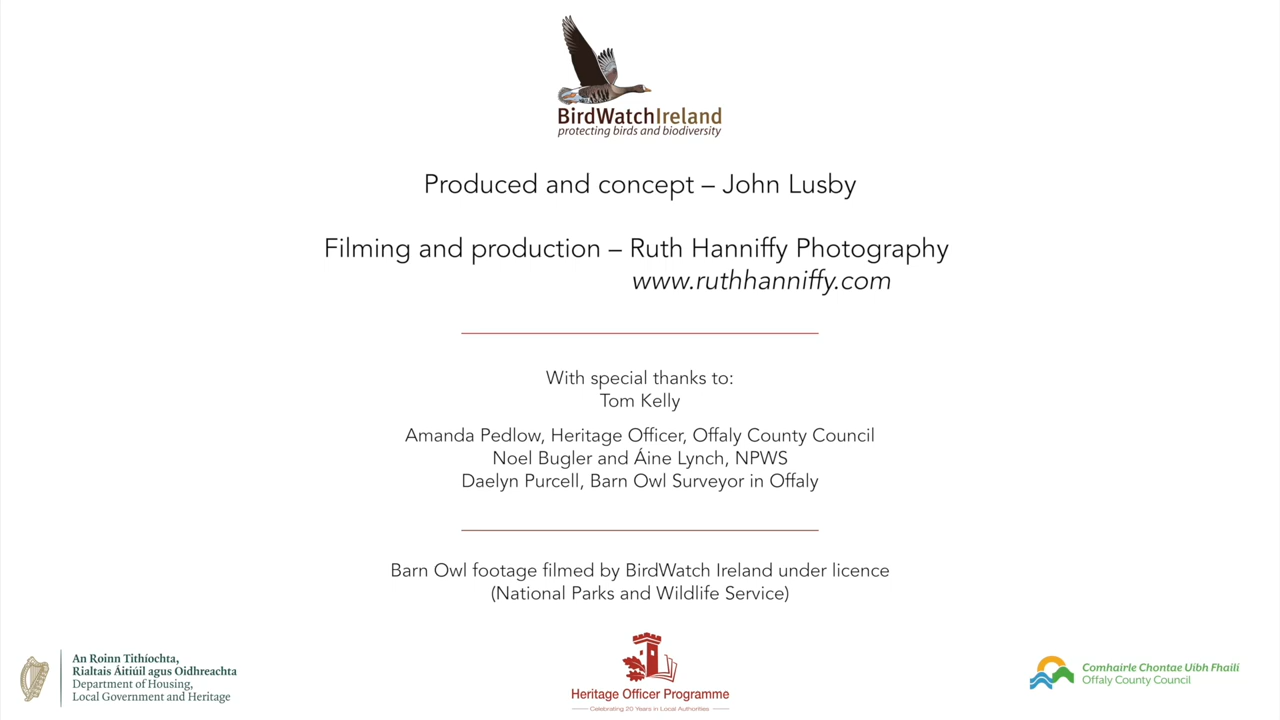 BirdWatchIreland
protecting birds and biodiversity
Produced and concept – John Lusby
Filming and production – Ruth Hanniffy Photography
www.ruthhanniffy.com
With special thanks to:
Tom Kelly
Amanda Pedlow, Heritage Officer, Offaly County Council
Noel Bugler and Áine Lynch, NPWS
Daelyn Purcell, Barn Owl Surveyor in Offaly
Barn Owl footage filmed by BirdWatch Ireland under licence
(National Parks and Wildlife Service)
An Roinn Tithíochta,
Rialtais Áitiúil agus Oidhreachta
Department of Housing,
Local Government and Heritage
Heritage Officer Programme
Celebrating 20 Years in Local Authorities
Comhairle Chontae Uíbh Fhailí
Offaly County Council